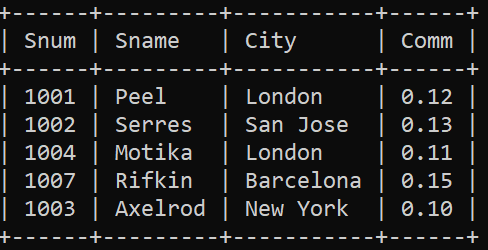 +------+---------+-----------+------+
| Snum | Sname   | City      | Comm |
+------+---------+-----------+------+
| 1001 | Peel    | London    | 0.12 |
| 1002 | Serres  | San Jose  | 0.13 |
| 1004 | Motika  | London    | 0.11 |
| 1007 | Rifkin  | Barcelona | 0.15 |
| 1003 | Axelrod | New York  | 0.10 |
+------+---------+-----------+------+